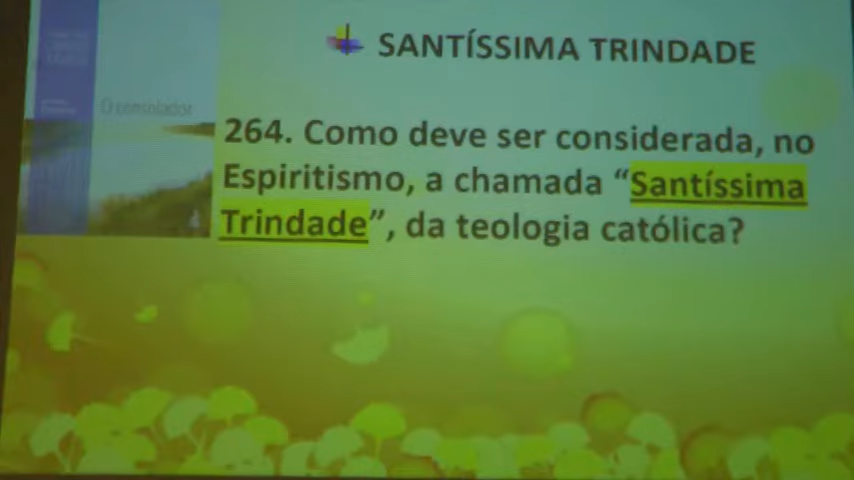 SANTÍSSIMA TRINDADE
O consolador
264. Como deve ser considerada, no
Espiritismo, a chamada “Santíssima
Trindade”, da teologia católica?